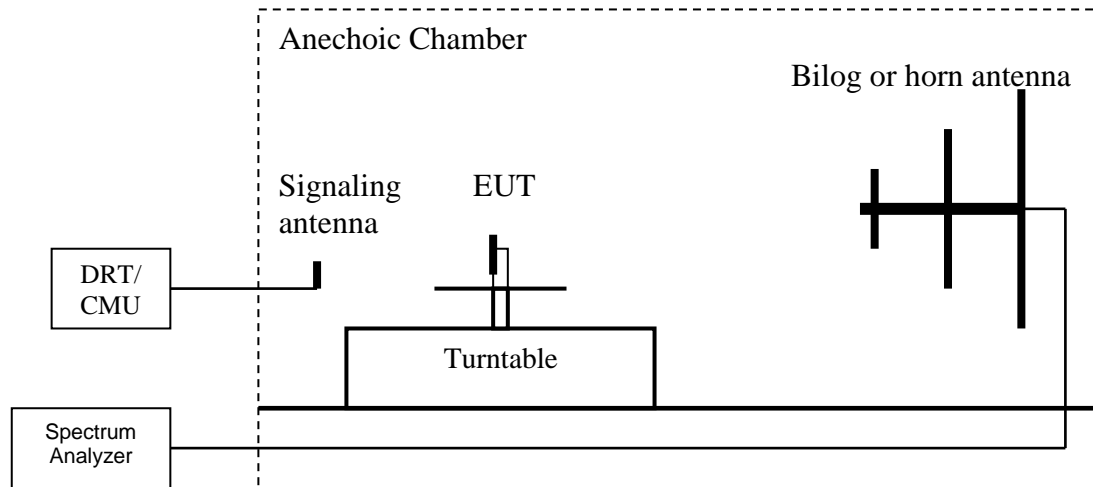 Anechoic Chamber
Bilog or horn antenna
Signaling
antenna
EUT
DRT/
CMU
Turntable
Spectrum
Analyzer